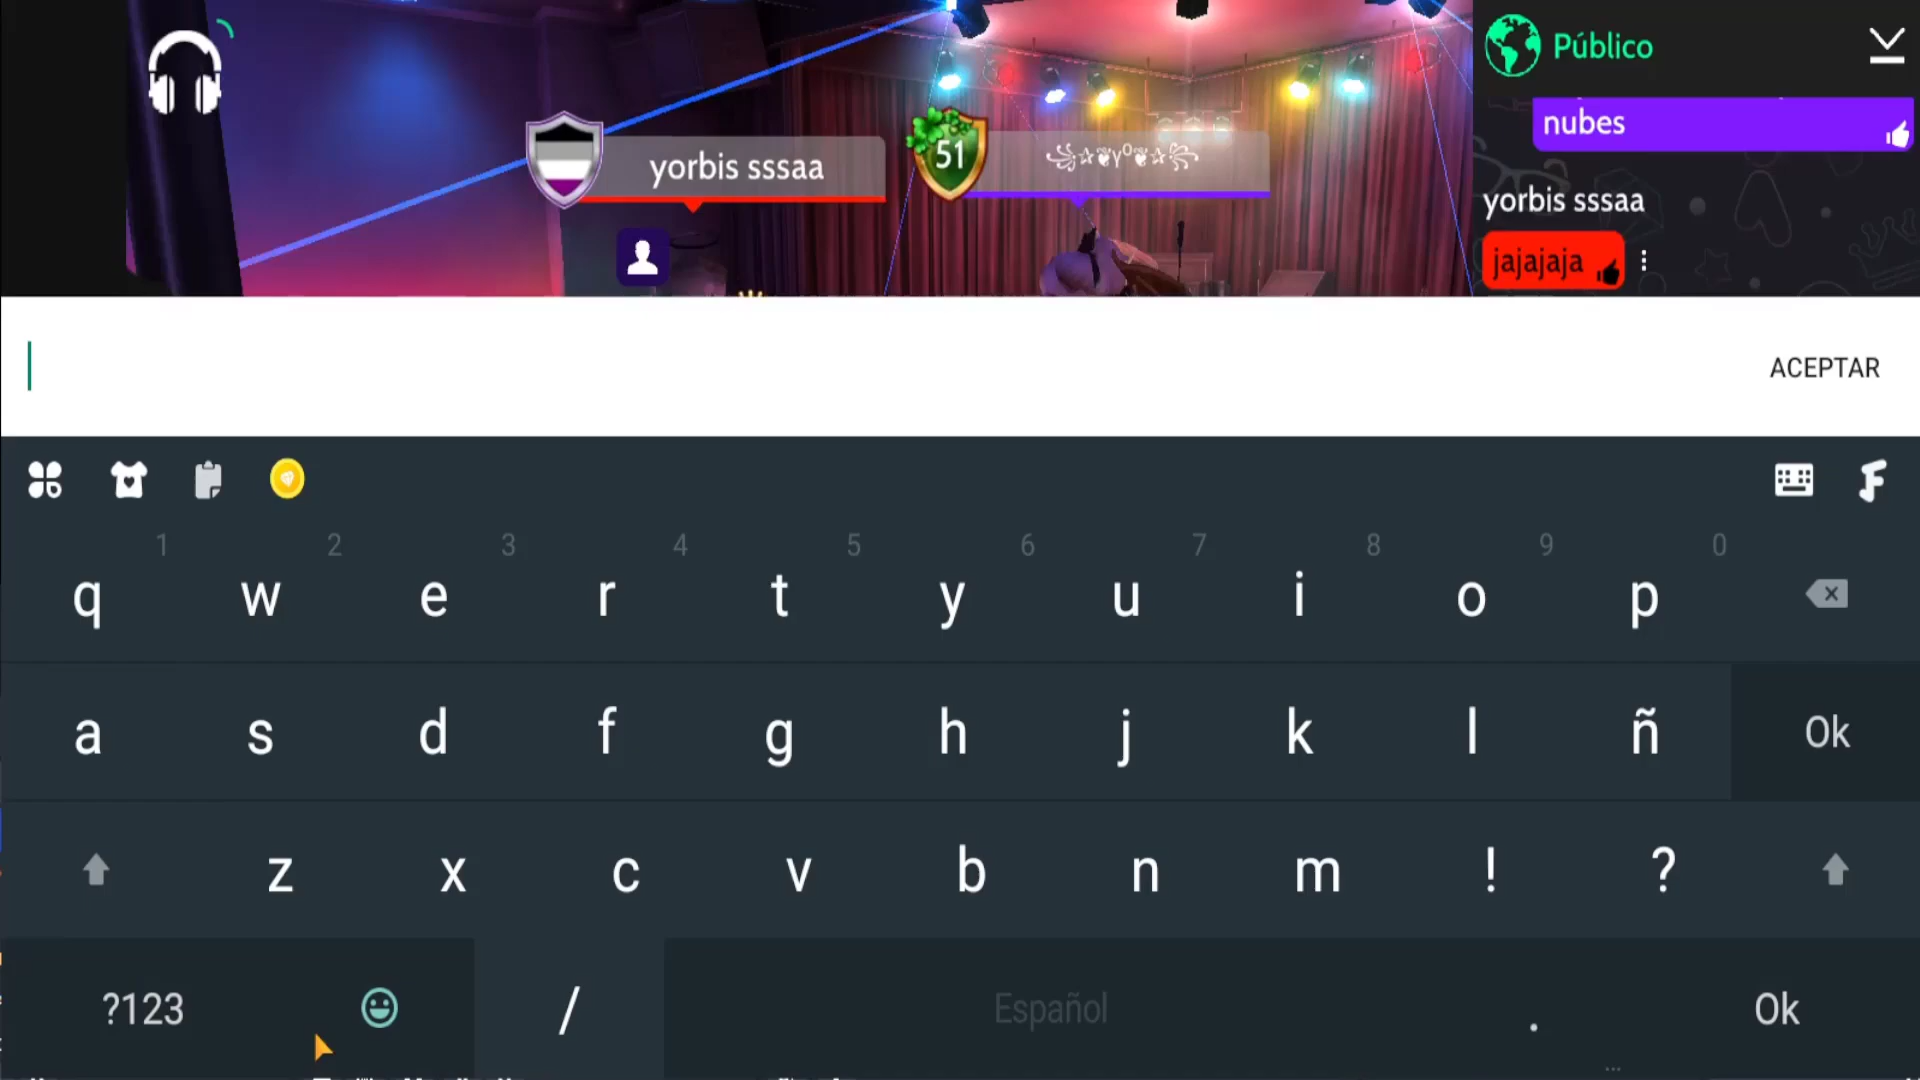 Público
nubes
yorbis sssaa
jajajaja
yorbis sssaa
51
ACEPTAR
1 2 3 4 5 6 7 8 9 0
q w e r t y u i o p
a s d f g h j k l ñ Ok
z x c v b n m ! ?
?123 / Español . Ok